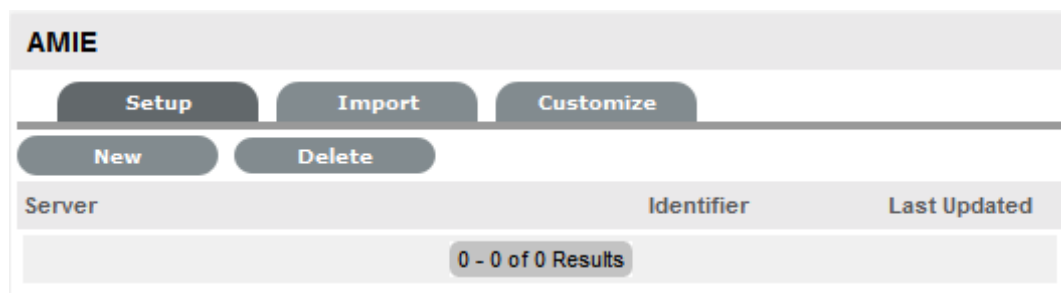 AMIE
Setup Import Customize
New Delete
Server Identifier Last Updated
0 - 0 of 0 Results